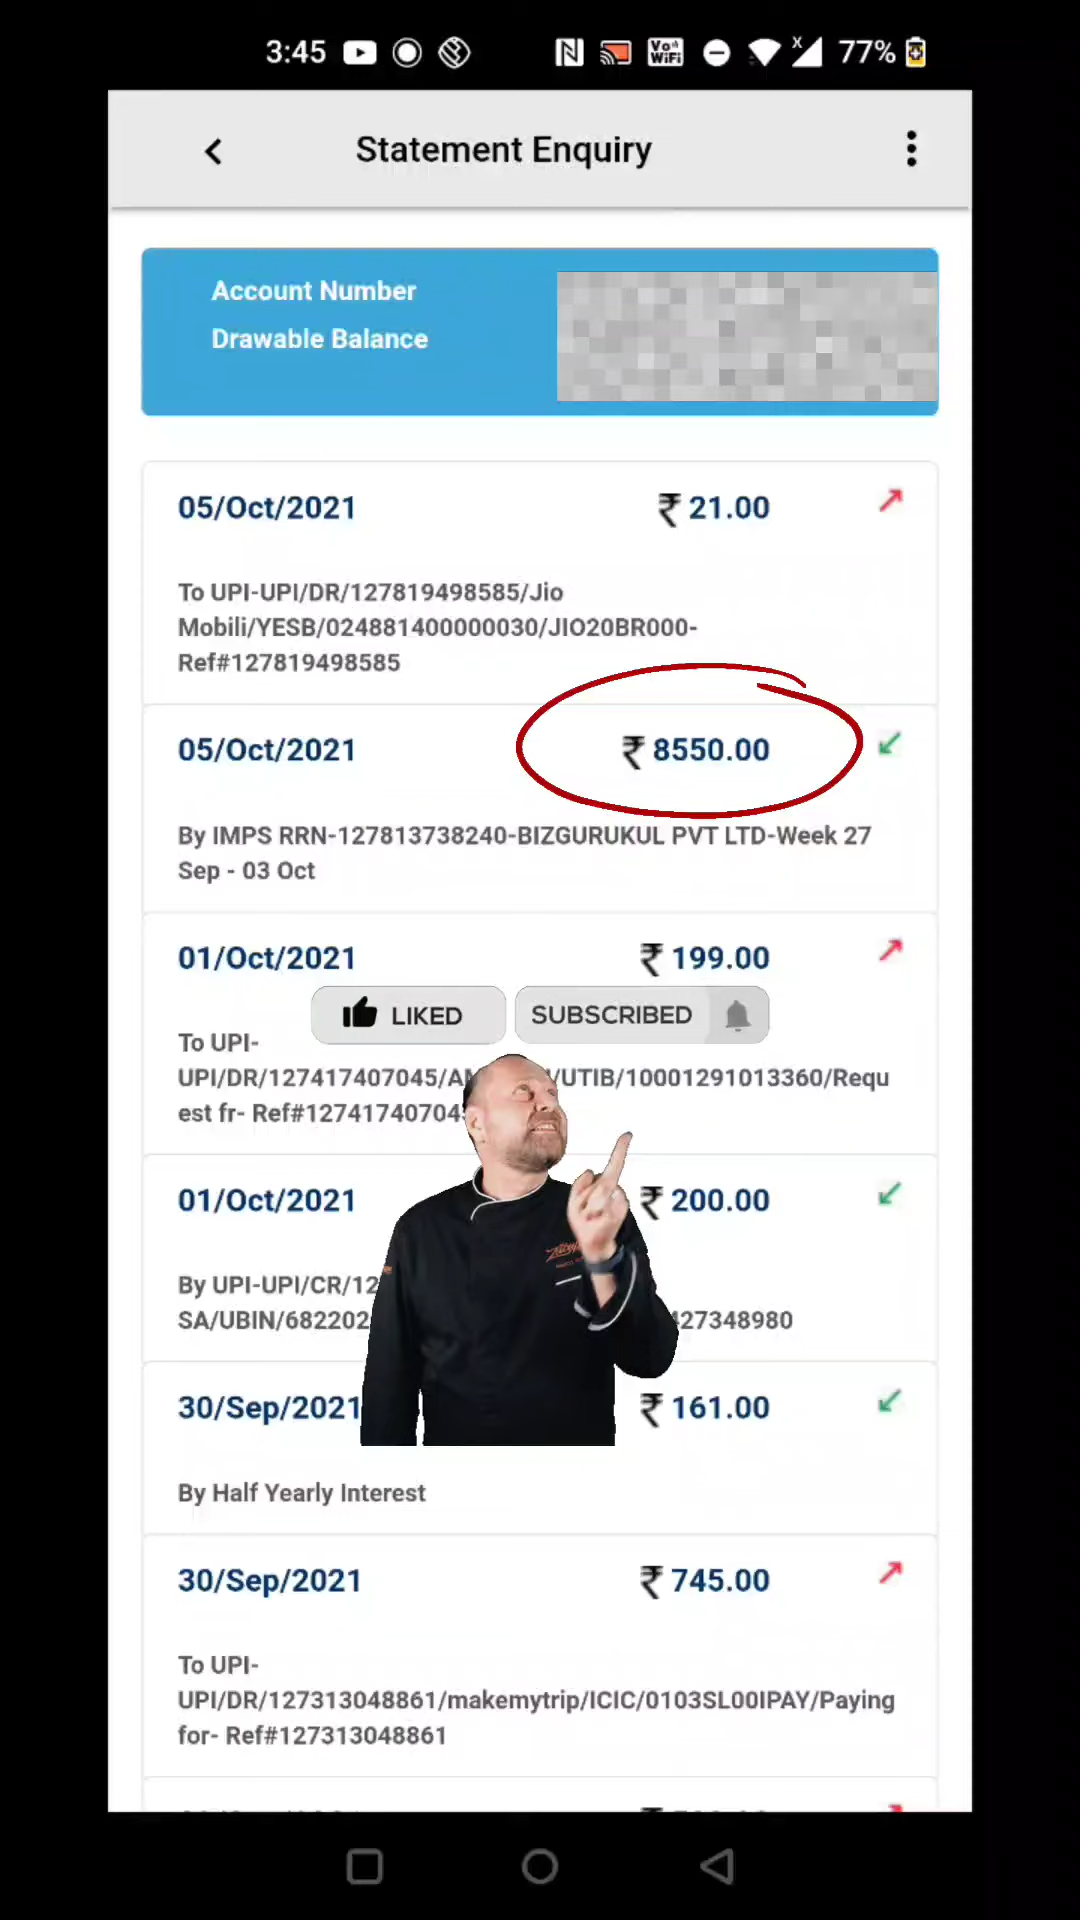 3:45
Vo
WiFi
X
77%
Statement Enquiry
Account Number
Drawable Balance
05/Oct/2021 ₹ 21.00
To UPI-UPI/DR/127819498585/Jio
Mobili/YESB/024881400000030/JIO20BR000-
Ref#127819498585
05/Oct/2021 ₹ 8550.00
By IMPS RRN-127813738240-BIZGURUKUL PVT LTD-Week 27
Sep - 03 Oct
01/Oct/2021 ₹ 199.00
LIKED SUBSCRIBED
To UPI-
UPI/DR/127417407045/A /UTIB/10001291013360/Requ
est fr- Ref#12741740704
01/Oct/2021 ₹ 200.00
By UPI-UPI/CR/12
SA/UBIN/682202 427348980
30/Sep/2021 ₹ 161.00
By Half Yearly Interest
30/Sep/2021 ₹ 745.00
To UPI-
UPI/DR/127313048861/makemytrip/ICIC/0103SL00IPAY/Paying
for- Ref#127313048861